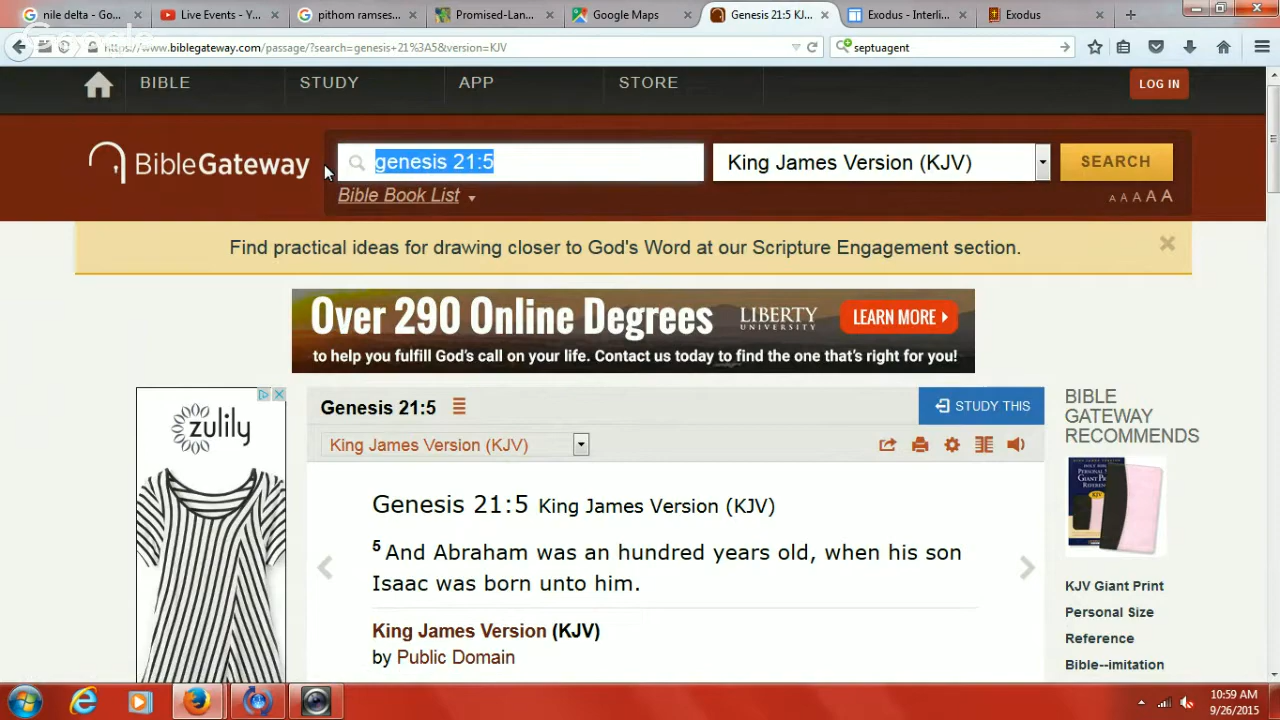 nile delta - Go...
Live Events - Y...
pithom ramses...
Promised-Lan...
Google Maps
Genesis 21:5 KJ...
Exodus - Interli...
Exodus
Google
https://www.biblegateway.com/passage/?search=genesis+21%3A5&version=KJV
septuagent
BIBLE
STUDY
APP
STORE
LOG IN
BibleGateway
genesis 21:5
King James Version (KJV)
SEARCH
Bible Book List
A A A A A
Find practical ideas for drawing closer to God's Word at our Scripture Engagement section.
Over 290 Online Degrees
LIBERTY
UNIVERSITY
LEARN MORE
to help you fulfill God's call on your life. Contact us today to find the one that's right for you!
zulily
Genesis 21:5
STUDY THIS
King James Version (KJV)
Genesis 21:5 King James Version (KJV)
5 And Abraham was an hundred years old, when his son
Isaac was born unto him.
King James Version (KJV)
by Public Domain
BIBLE
GATEWAY
RECOMMENDS
KJV Giant Print
Personal Size
Reference
Bible--imitation
10:59 AM
9/26/2015